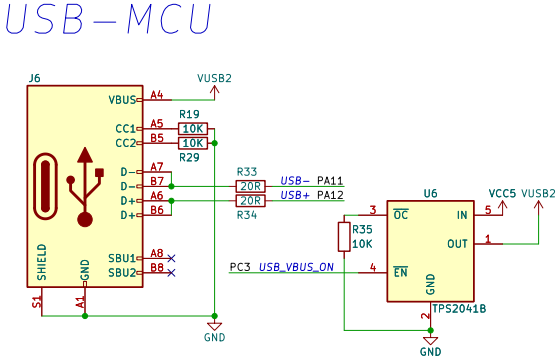 USB-MCU
J6
VUSB2
VBUS A4
CC1 A5 R19 10K
CC2 B5 10K R29
D- A7
D- B7 R33 20R USB- PA11
D+ A6 20R USB+ PA12
D+ B6 R34
SBU1 A8
SBU2 B8
SHIELD GND
S1 A1
GND
U6
VCC5 VUSB2
3 OC IN 5
R35 10K
OUT 1
PC3 USB_VBUS_ON 4 EN
GND
2 TPS2041B
GND